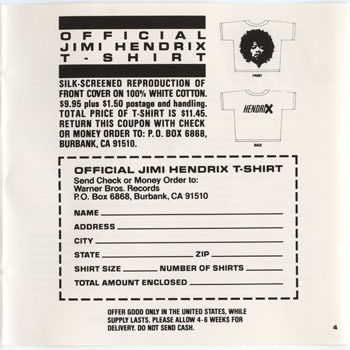 OFFICIAL
JIMI HENDRIX
T-SHIRT
SILK-SCREENED REPRODUCTION OF
FRONT COVER ON 100% WHITE COTTON.
$9.95 plus $1.50 postage and handling.
TOTAL PRICE OF T-SHIRT IS $11.45.
RETURN THIS COUPON WITH CHECK
OR MONEY ORDER TO: P.O. BOX 6868,
BURBANK, CA 91510.
FRONT
HENDRIX
BACK
OFFICIAL JIMI HENDRIX T-SHIRT
Send Check or Money Order to:
Warner Bros. Records
P.O. Box 6868, Burbank, CA 91510
NAME
ADDRESS
CITY
STATE ZIP
SHIRT SIZE NUMBER OF SHIRTS
TOTAL AMOUNT ENCLOSED
OFFER GOOD ONLY IN THE UNITED STATES, WHILE
SUPPLY LASTS. PLEASE ALLOW 4-6 WEEKS FOR
DELIVERY. DO NOT SEND CASH.
4